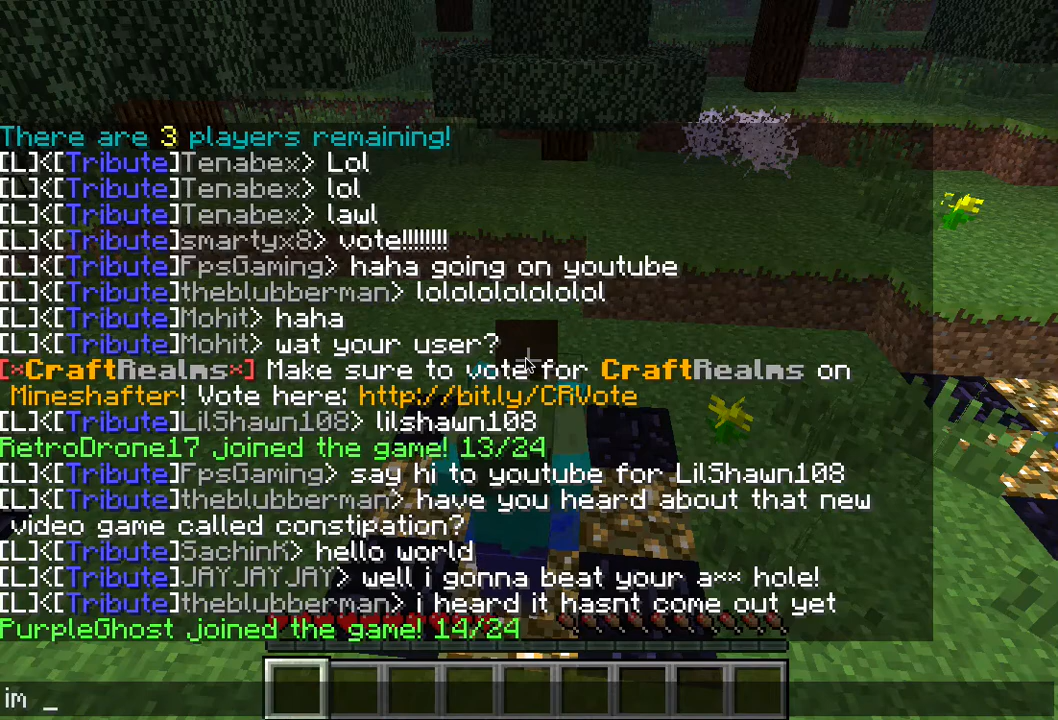 There are 3 players remaining!
[L]<[Tribute]Tenabex> Lol
[L]<[Tribute]Tenabex> lol
[L]<[Tribute]Tenabex> lawl
[L]<[Tribute]smartyx8> vote!!!!!!!!
[L]<[Tribute]FpsGaming> haha going on youtube
[L]<[Tribute]theblubberman> lolololololololol
[L]<[Tribute]Mohit> haha
[L]<[Tribute]Mohit> wat your user?
[×CraftRealms×] Make sure to vote for CraftRealms on
Mineshafter! Vote here: http://bit.ly/CRVote
[L]<[Tribute]LilShawn108> lilshawn108
RetroDrone17 joined the game! 13/24
[L]<[Tribute]FpsGaming> say hi to youtube for LilShawn108
[L]<[Tribute]theblubberman> have you heard about that new
video game called constipation?
[L]<[Tribute]SachinK> hello world
[L]<[Tribute]JAYJAYJAY> well i gonna beat your a** hole!
[L]<[Tribute]theblubberman> i heard it hasnt come out yet
PurpleGhost joined the game! 14/24
im _